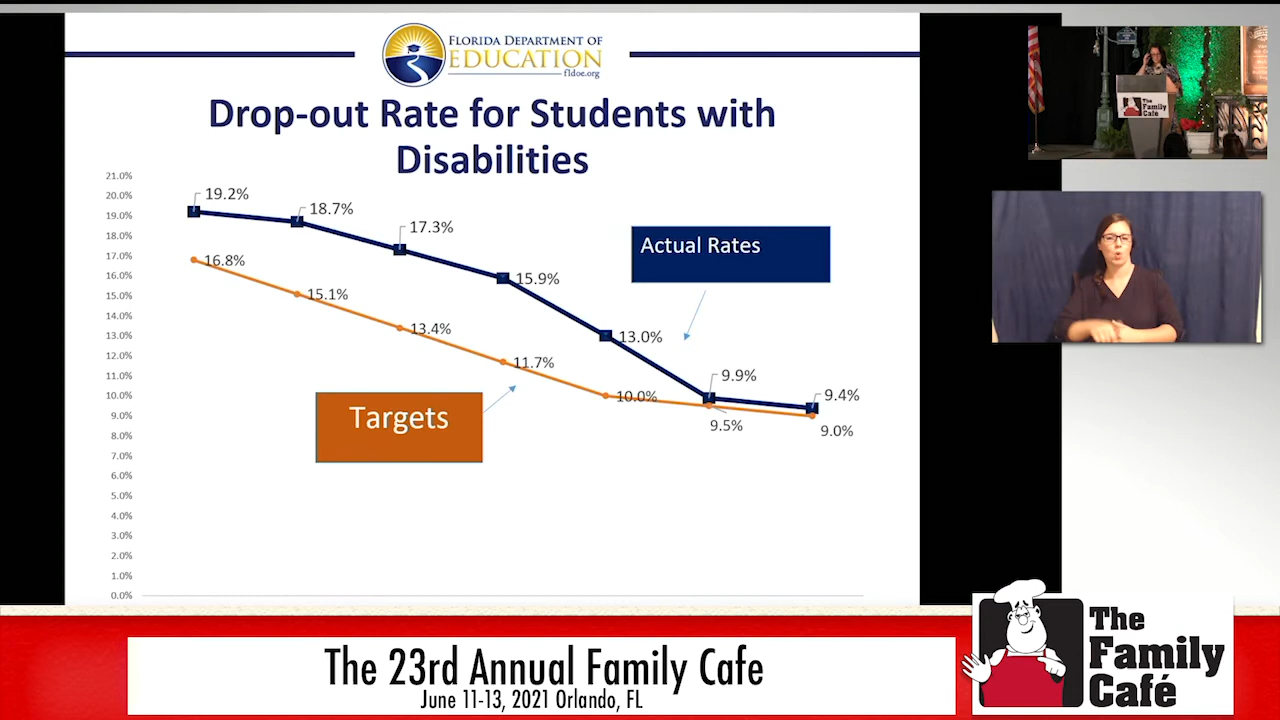 FLORIDA DEPARTMENT OF
EDUCATION
fldoe.org
Drop-out Rate for Students with
Disabilities
21.0%
20.0%
19.0%
18.0%
17.0%
16.0%
15.0%
14.0%
13.0%
12.0%
11.0%
10.0%
9.0%
8.0%
7.0%
6.0%
5.0%
4.0%
3.0%
2.0%
1.0%
0.0%
19.2%
18.7%
17.3%
15.9%
13.0%
9.9%
9.4%
16.8%
15.1%
13.4%
11.7%
10.0%
9.5%
9.0%
Actual Rates
Targets
The
Family
Café
The 23rd Annual Family Cafe
June 11-13, 2021 Orlando, FL
The
Family
Café